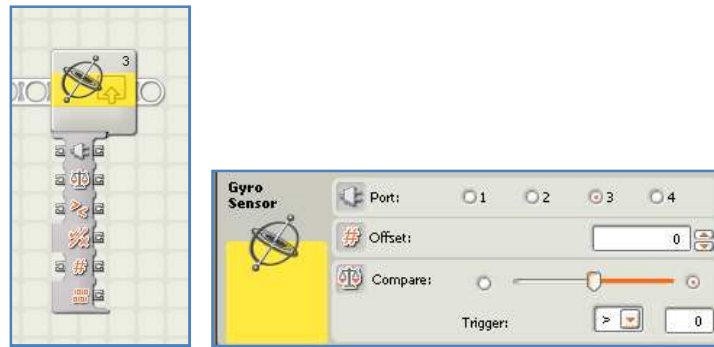 3
Gyro
Sensor
Port: 1 2 3 4
Offset: 0
Compare:
Trigger: > 0